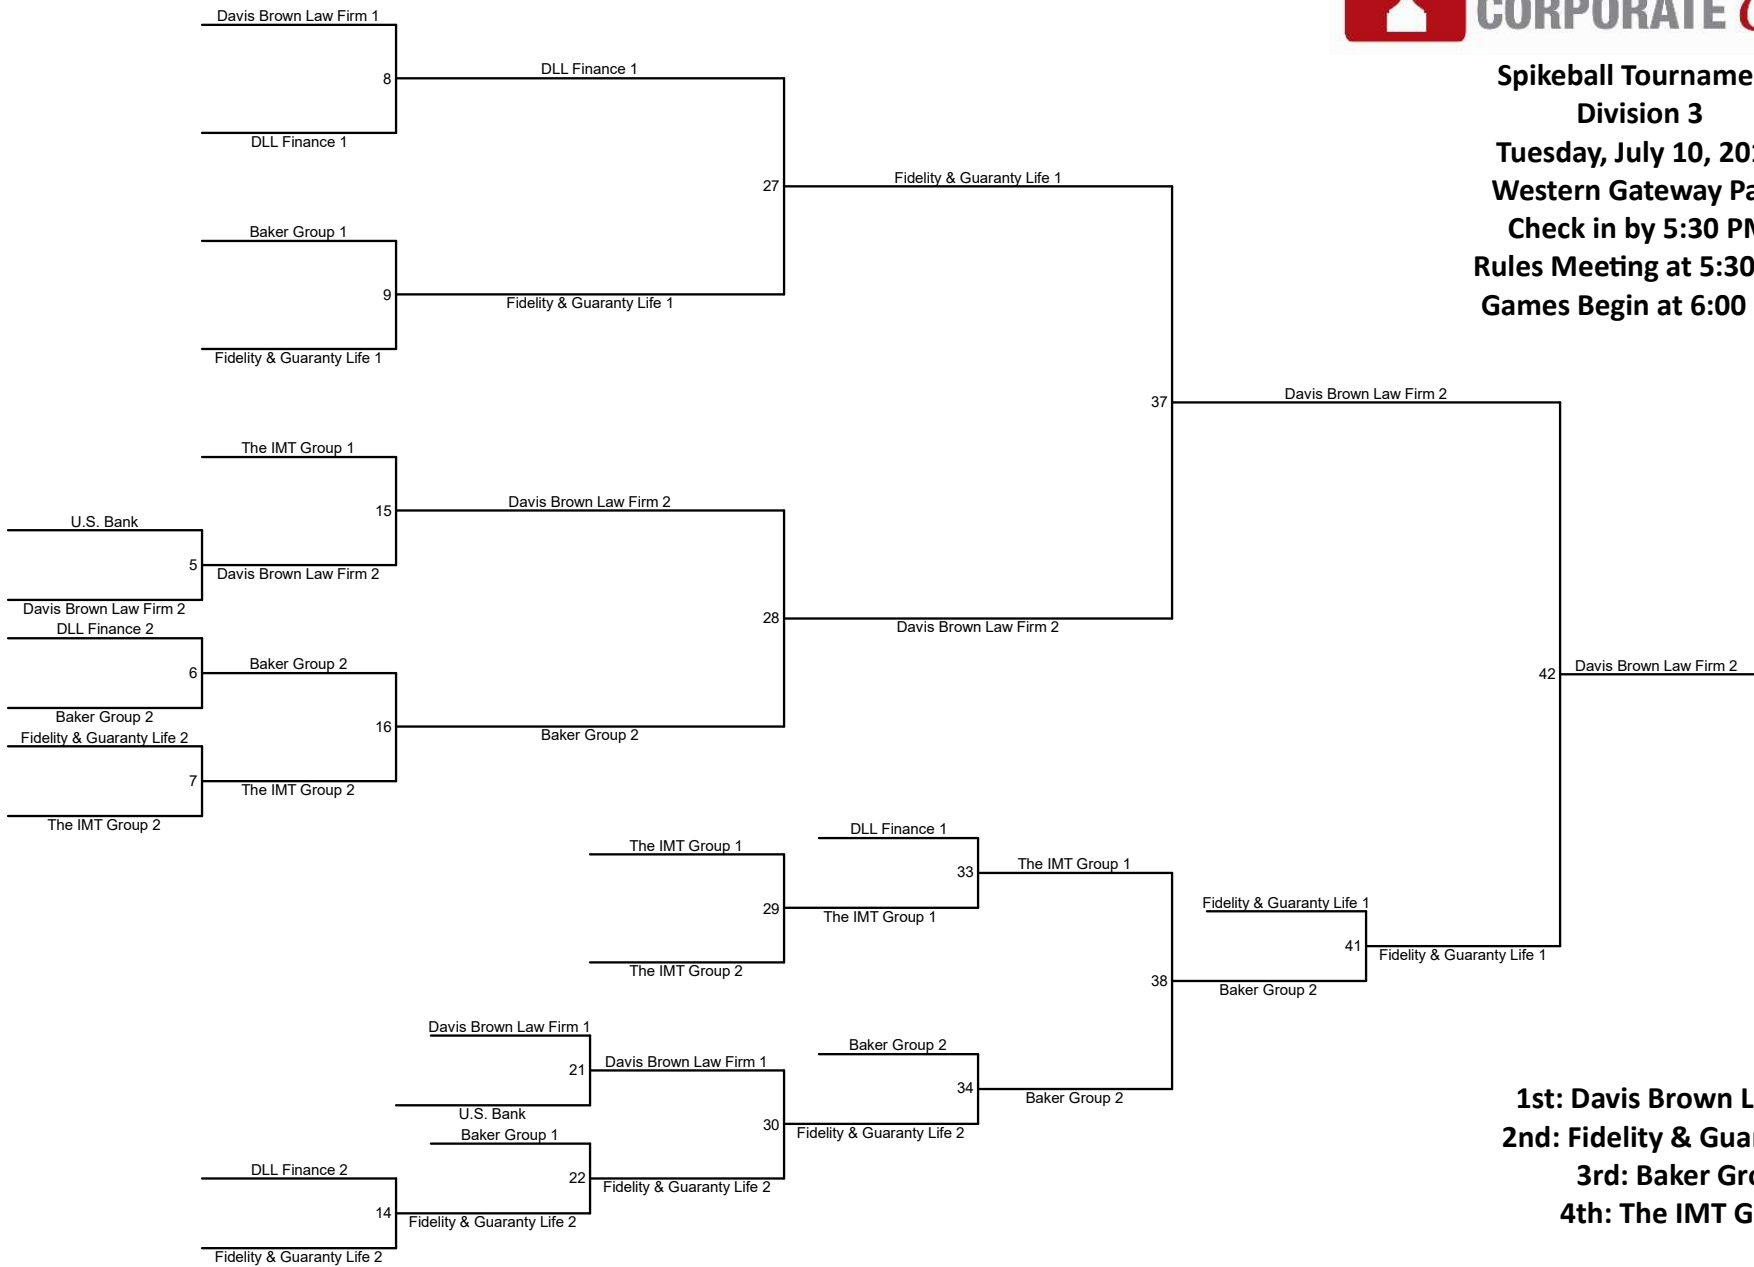 CORPORATE
Spikeball
Division 3
Tuesday, July 10,
Western Gateway
Check in by 5:30
Rules Meeting at 5:30
Games Begin at 6:00
Davis Brown Law Firm 1
8
DLL Finance 1
DLL Finance 1
27
Fidelity & Guaranty Life 1
Baker Group 1
9
Fidelity & Guaranty Life 1
Fidelity & Guaranty Life 1
37
Davis Brown Law Firm 2
The IMT Group 1
15
Davis Brown Law Firm 2
U.S. Bank
5
Davis Brown Law Firm 2
Davis Brown Law Firm 2
DLL Finance 2
28
Davis Brown Law Firm 2
6
Baker Group 2
Baker Group 2
16
Baker Group 2
Fidelity & Guaranty Life 2
7
The IMT Group 2
The IMT Group 2
42
Davis Brown Law Firm 2
The IMT Group 1
29
The IMT Group 2
DLL Finance 1
33
The IMT Group 1
The IMT Group 1
38
Fidelity & Guaranty Life 1
41
Fidelity & Guaranty Life 1
Baker Group 2
Davis Brown Law Firm 1
21
Davis Brown Law Firm 1
U.S. Bank
Baker Group 1
30
Baker Group 2
34
Baker Group 2
Fidelity & Guaranty Life 2
22
Fidelity & Guaranty Life 2
DLL Finance 2
14
Fidelity & Guaranty Life 2
Fidelity & Guaranty Life 2
1st: Davis Brown
2nd: Fidelity &
3rd: Baker
4th: The IMT